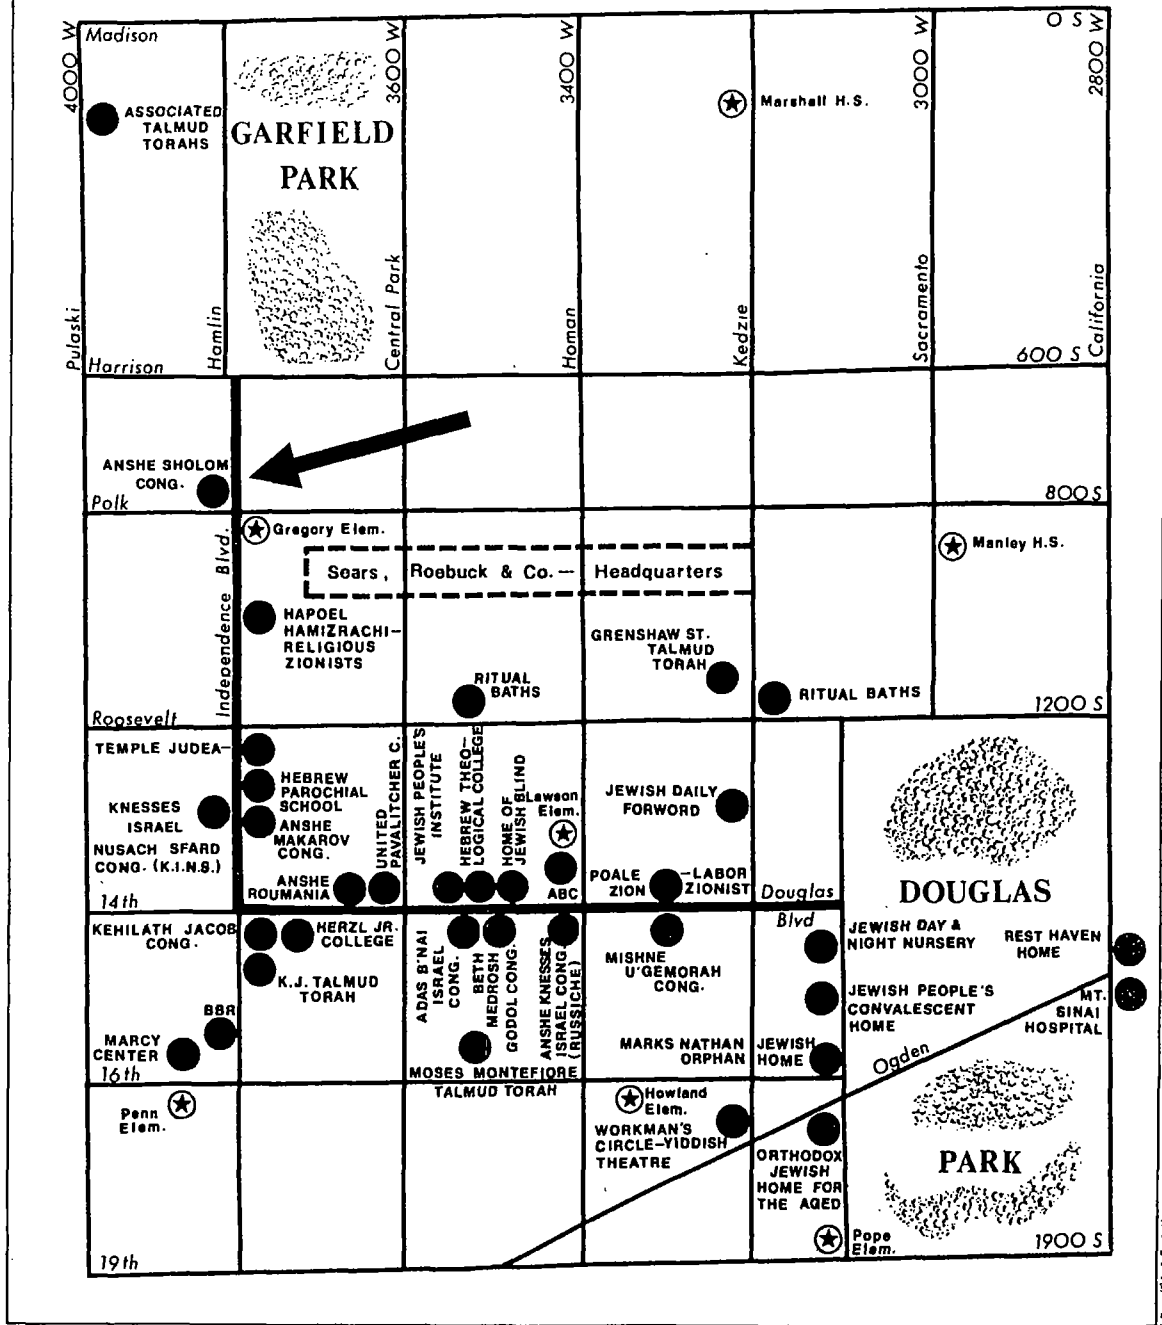 Madison
4000 W
3600 W
3400 W
3000 W
0 S
2800 W
ASSOCIATED
TALMUD
TORAHS
GARFIELD
PARK
Marshall H.S.
Pulaski
Hamlin
Central Park
Homan
Kedzie
Sacramento
California
Harrison
600 S
ANSHE SHOLOM
CONG.
Polk
800 S
Independence Blvd.
Gregory Elem.
Manley H.S.
Sears, Roebuck & Co.— Headquarters
HAPOEL
HAMIZRACHI—
RELIGIOUS
ZIONISTS
GRENSHAW ST.
TALMUD
TORAH
RITUAL
BATHS
RITUAL BATHS
Roosevelt
1200 S
TEMPLE JUDEA—
HEBREW
PAROCHIAL
SCHOOL
KNESSES
ISRAEL
NUSACH SFARD
CONG. (K.I.N.S.)
ANSHE
MAKAROV
CONG.
UNITED
PAVALITCHER C.
JEWISH PEOPLE'S
INSTITUTE
HEBREW THEO—
LOGICAL COLLEGE
HOME OF
JEWISH BLIND
Lawson
Elem.
JEWISH DAILY
FORWORD
ANSHE
ROUMANIA
ABC
POALE
ZION
—LABOR
ZIONIST
14th
Douglas
Blvd
DOUGLAS
KEHILATH JACOB
CONG.
HERZL JR.
COLLEGE
K.J. TALMUD
TORAH
ADAS B'NAI
ISRAEL
CONG.
BETH
MEDROSH
GODOL CONG.
ANSHE KNESSES
ISRAEL CONG.
(RUSSICHE)
MISHNE
U'GEMORAH
CONG.
JEWISH DAY &
NIGHT NURSERY
REST HAVEN
HOME
JEWISH PEOPLE'S
CONVALESCENT
HOME
MT.
SINAI
HOSPITAL
BBR
MARCY
CENTER
MARKS NATHAN JEWISH
ORPHAN HOME
Ogden
16th
MOSES MONTEFIORE
TALMUD TORAH
Penn
Elem.
Howland
Elem.
WORKMAN'S
CIRCLE—YIDDISH
THEATRE
ORTHODOX
JEWISH
HOME FOR
THE AGED
PARK
Pope
Elem.
19th
1900 S